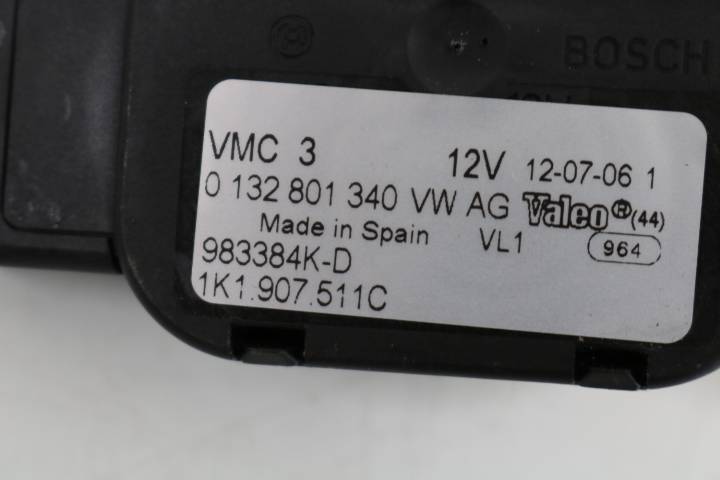 BOSCH
VMC 3 12V 12-07-06 1
0 132 801 340 VW AG Valeo® (44)
Made in Spain VL1 964
983384K-D
1K1.907.511C